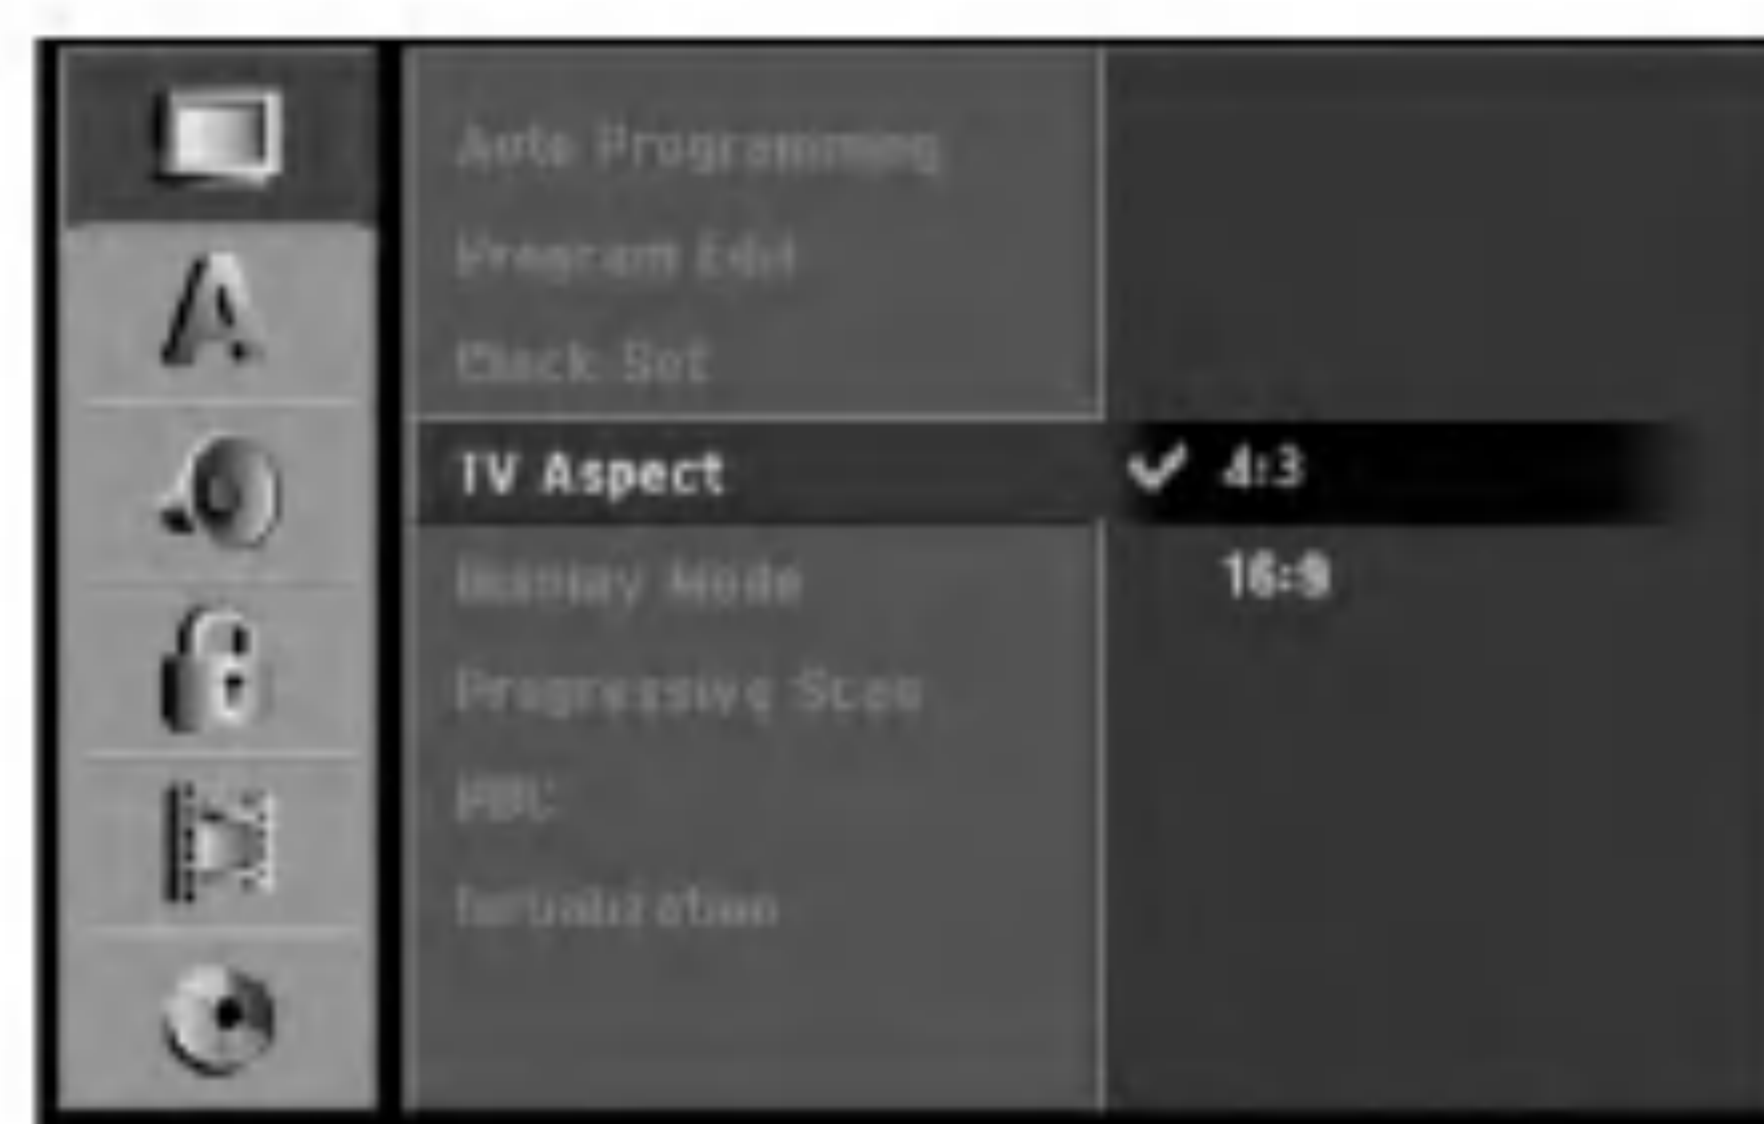 Auto Programming
Program Edit
Clock Set
TV Aspect
4:3
16:9
Display Mode
Progressive Scan
PBC
Initialization